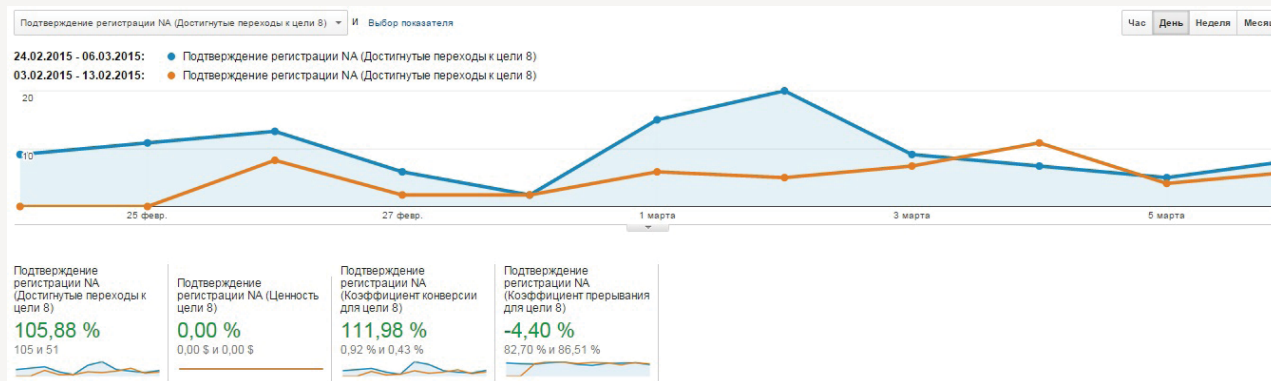 Подтверждение регистрации NA (Достигнутые переходы к цели 8) и Выбор показателя
Час День Неделя Месяц
24.02.2015 - 06.03.2015: Подтверждение регистрации NA (Достигнутые переходы к цели 8)
03.02.2015 - 13.02.2015: Подтверждение регистрации NA (Достигнутые переходы к цели 8)
20
10
25 февр. 27 февр. 1 марта 3 марта 5 марта
Подтверждение
регистрации NA
(Достигнутые переходы к
цели 8)
105,88 %
105 и 51
Подтверждение
регистрации NA (Ценность
цели 8)
0,00 %
0,00 $ и 0,00 $
Подтверждение
регистрации NA
(Коэффициент конверсии
для цели 8)
111,98 %
0,92 % и 0,43 %
Подтверждение
регистрации NA
(Коэффициент прерывания
для цели 8)
-4,40 %
82,70 % и 86,51 %